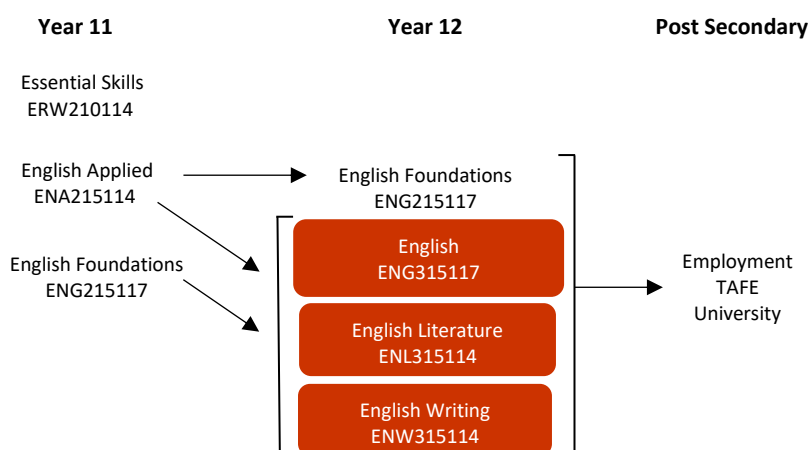 Year 11
Year 12
Post Secondary
Essential Skills
ERW210114
English Applied
ENA215114
English Foundations
ENG215117
English Foundations
ENG215117
English
ENG315117
English Literature
ENL315114
English Writing
ENW315114
Employment
TAFE
University